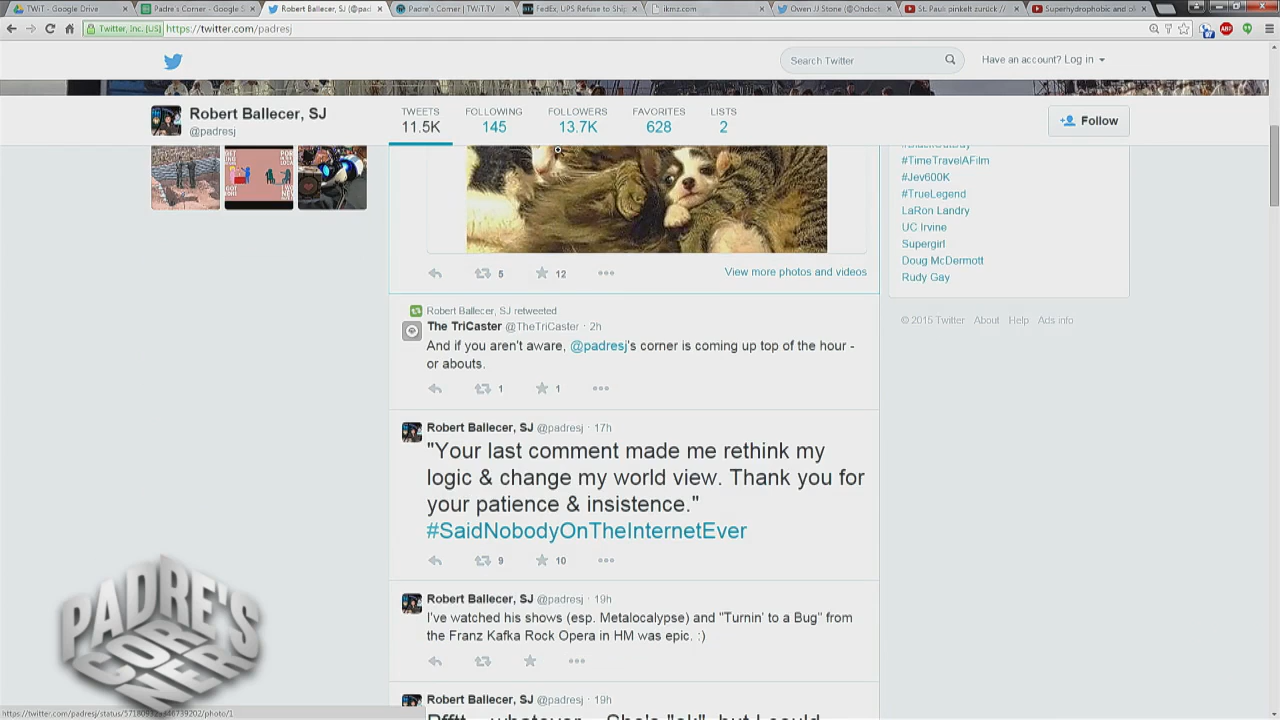 TWiT - Google Drive
Padre's Corner - Google S
Robert Ballecer, SJ (@pad
Padre's Corner | TWiT.TV
FedEx, UPS Refuse to Ship
ikmz.com
Owen JJ Stone (@Ohdoct
St. Pauli pinkelt zurück //
Superhydrophobic and ol
Twitter, Inc. [US]
https://twitter.com/padresj
Search Twitter
Have an account? Log in
Robert Ballecer, SJ
@padresj
TWEETS
11.5K
FOLLOWING
145
FOLLOWERS
13.7K
FAVORITES
628
LISTS
2
Follow
#TimeTravelAFilm
#Jev600K
#TrueLegend
LaRon Landry
UC Irvine
Supergirl
Doug McDermott
Rudy Gay
© 2015 Twitter About Help Ads info
5 12
View more photos and videos
Robert Ballecer, SJ retweeted
The TriCaster @TheTriCaster · 2h
And if you aren't aware, @padresj's corner is coming up top of the hour -
or abouts.
1 1
Robert Ballecer, SJ @padresj · 17h
"Your last comment made me rethink my
logic & change my world view. Thank you for
your patience & insistence."
#SaidNobodyOnTheInternetEver
9 10
Robert Ballecer, SJ @padresj · 19h
I've watched his shows (esp. Metalocalypse) and "Turnin' to a Bug" from
the Franz Kafka Rock Opera in HM was epic. :)
Robert Ballecer, SJ @padresj · 19h
PADRE'S
CORNER